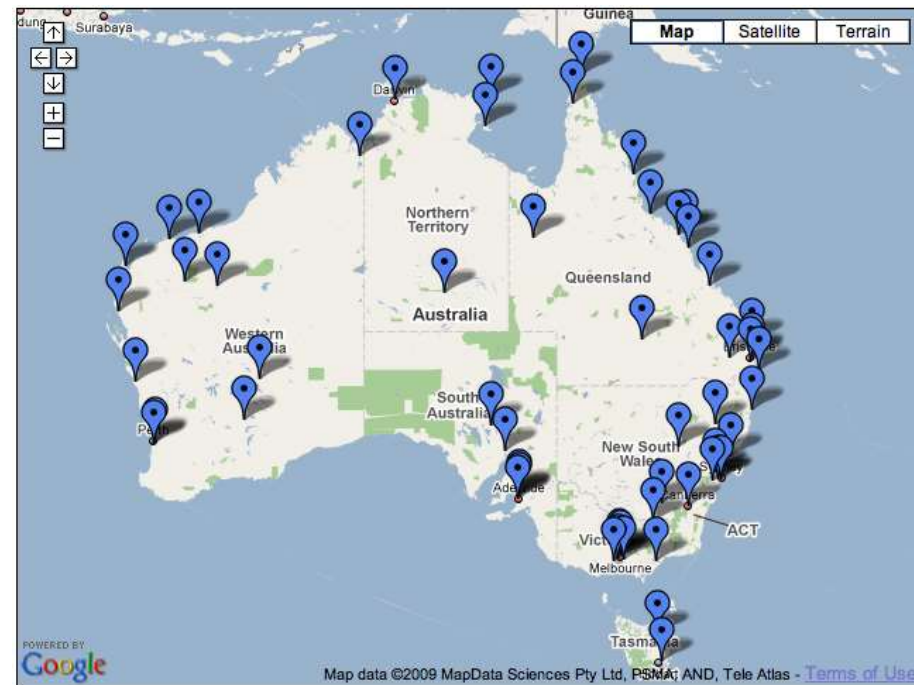 Surabaya
Guinea
Map
Satellite
Terrain
Darwin
Northern
Territory
Queensland
Australia
Western
Australia
South
Australia
Brisbane
Perth
New South
Wales
Sydney
Adelaide
Canberra
ACT
Melbourne
Tasmania
POWERED BY
Google
Map data ©2009 MapData Sciences Pty Ltd, PSMA, AND, Tele Atlas - Terms of Use